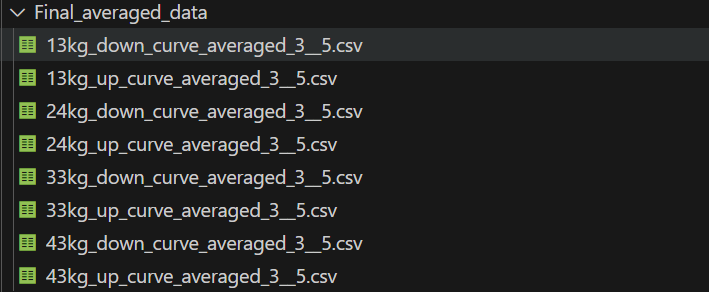 Final_averaged_data
13kg_down_curve_averaged_3__5.csv
13kg_up_curve_averaged_3__5.csv
24kg_down_curve_averaged_3__5.csv
24kg_up_curve_averaged_3__5.csv
33kg_down_curve_averaged_3__5.csv
33kg_up_curve_averaged_3__5.csv
43kg_down_curve_averaged_3__5.csv
43kg_up_curve_averaged_3__5.csv